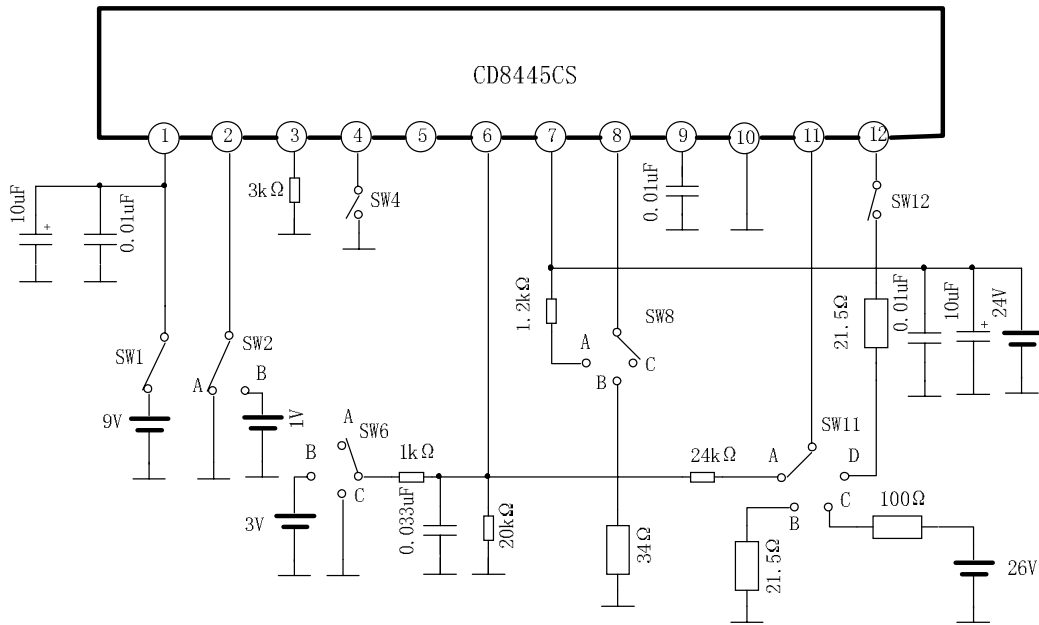 CD8445CS
1 2 3 4 5 6 7 8 9 10 11 12
10uF
+
0.01uF
3kΩ
SW4
0.01uF
SW12
1.2kΩ
SW8
A
B
C
21.5Ω
0.01uF
10uF
+
24V
SW1
SW2
A
B
9V
1V
A
SW6
B
C
1kΩ
3V
0.033uF
20kΩ
34Ω
24kΩ
SW11
A
D
B
C
100Ω
21.5Ω
26V